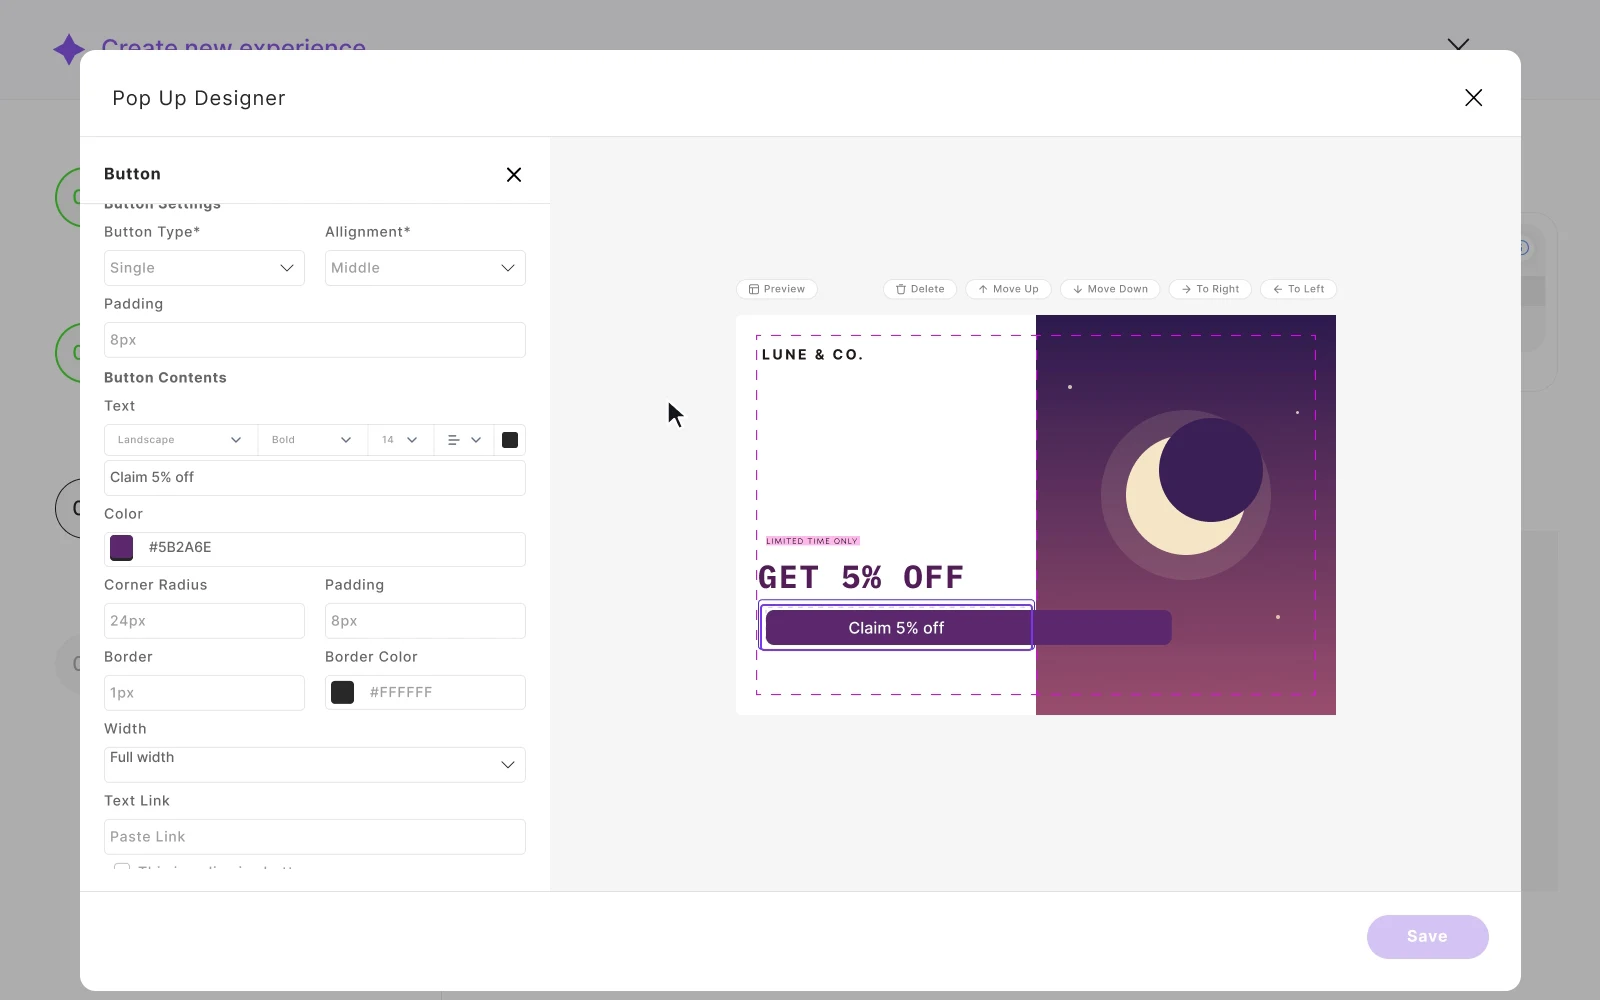 Create new experience
Pop Up Designer
Button
Button Settings
Button Type* Allignment*
Single Middle
Padding
8px
Button Contents
Text
Landscape Bold 14
Claim 5% off
Color
#5B2A6E
Corner Radius Padding
24px 8px
Border Border Color
1px #FFFFFF
Width
Full width
Text Link
Paste Link
Preview Delete Move Up Move Down To Right To Left
LUNE & CO.
LIMITED TIME ONLY
GET 5% OFF
Claim 5% off
Save